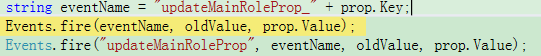 string eventName = "updateMainRoleProp_" + prop.Key;
Events.fire(eventName, oldValue, prop.Value);
Events.fire("updateMainRoleProp", eventName, oldValue, prop.Value);